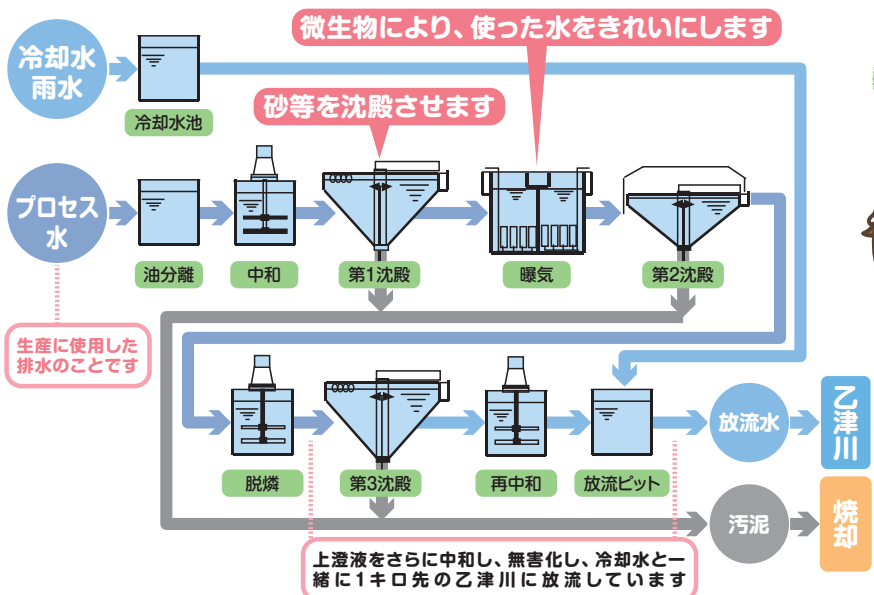 微生物により、使った水をきれいにします
冷却水
雨水
冷却水池
砂等を沈殿させます
プロセス
水
油分離
中和
第1沈殿
曝気
第2沈殿
生産に使用した
排水のことです
脱燐
第3沈殿
再中和
放流ピット
放流水
乙津川
汚泥
焼却
上澄液をさらに中和し、無害化し、冷却水と一
緒に1キロ先の乙津川に放流しています